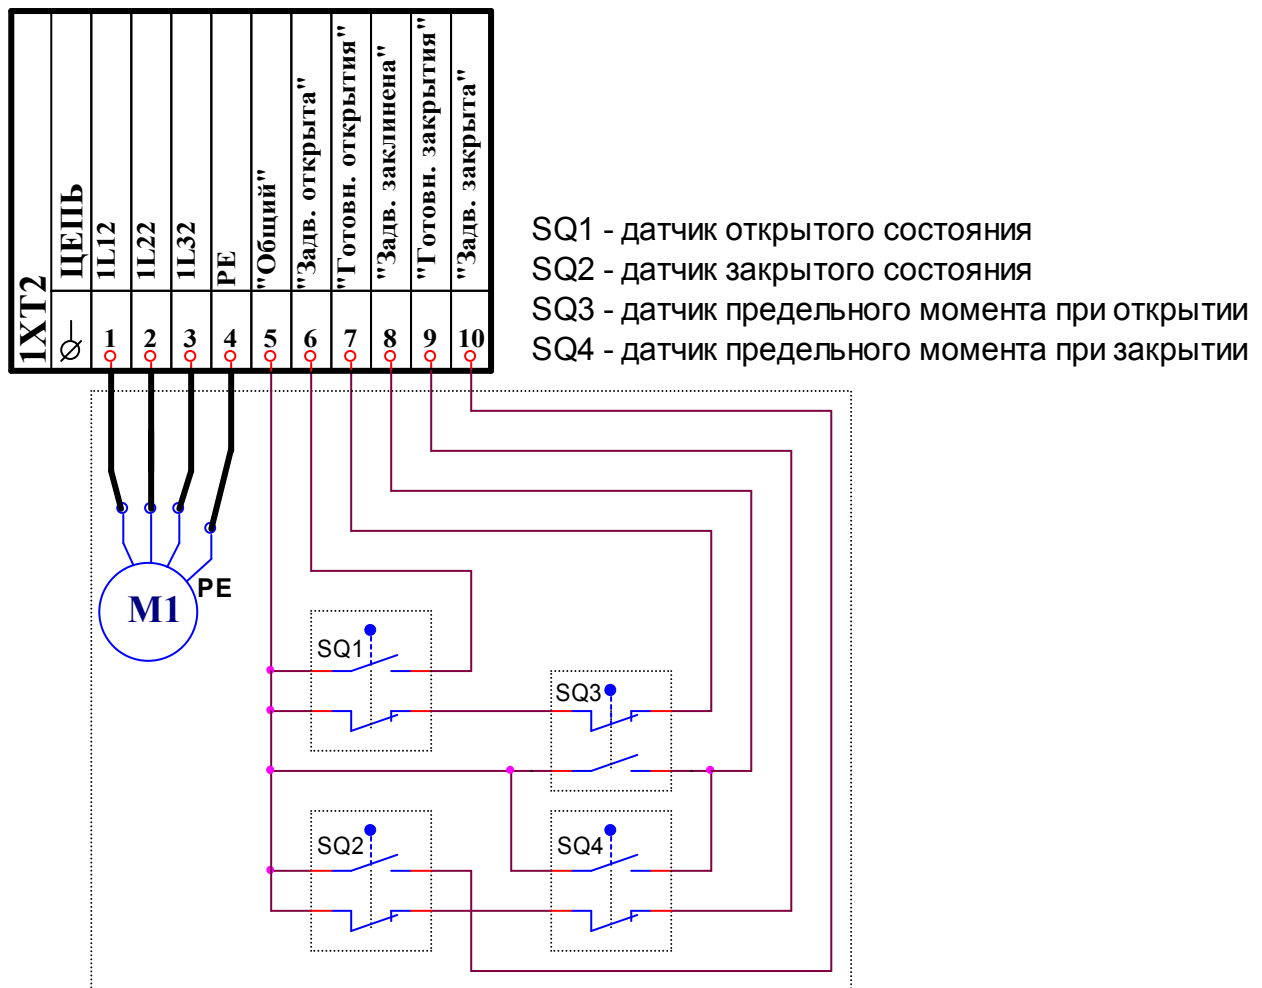 1XT2
ЦЕПЬ
1L12
1L22
1L32
PE
"Общий"
"Задв. открыта"
"Готовн. открытия"
"Задв. заклинена"
"Готовн. закрытия"
"Задв. закрыта"
1 2 3 4 5 6 7 8 9 10
SQ1 - датчик открытого состояния
SQ2 - датчик закрытого состояния
SQ3 - датчик предельного момента при открытии
SQ4 - датчик предельного момента при закрытии
PE
M1
SQ1
SQ3
SQ2
SQ4